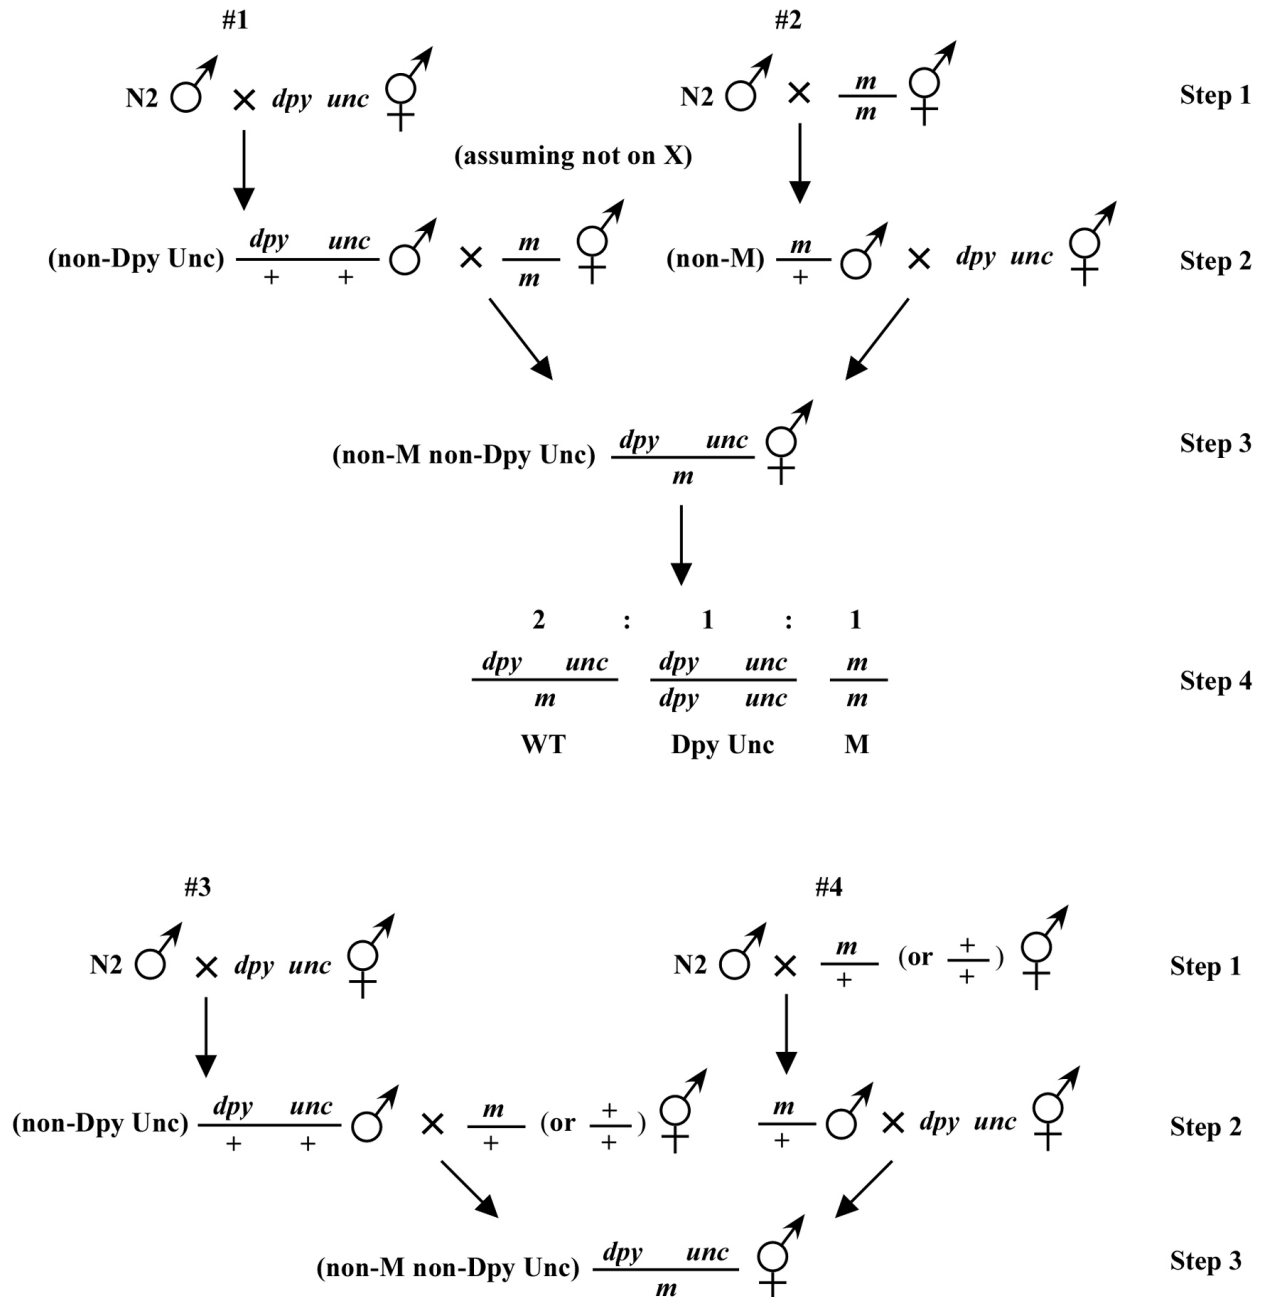 #1 #2
N2 × dpy unc N2 × m Step 1
m
(assuming not on X)
(non-Dpy Unc) dpy unc × m (non-M) m × dpy unc Step 2
+ + m +
(non-M non-Dpy Unc) dpy unc Step 3
m
2 : 1 : 1
dpy unc dpy unc m Step 4
m dpy unc m
WT Dpy Unc M
#3 #4
N2 × dpy unc N2 × m (or + ) Step 1
+ +
(non-Dpy Unc) dpy unc × m (or + ) m × dpy unc Step 2
+ + + + +
(non-M non-Dpy Unc) dpy unc Step 3
m